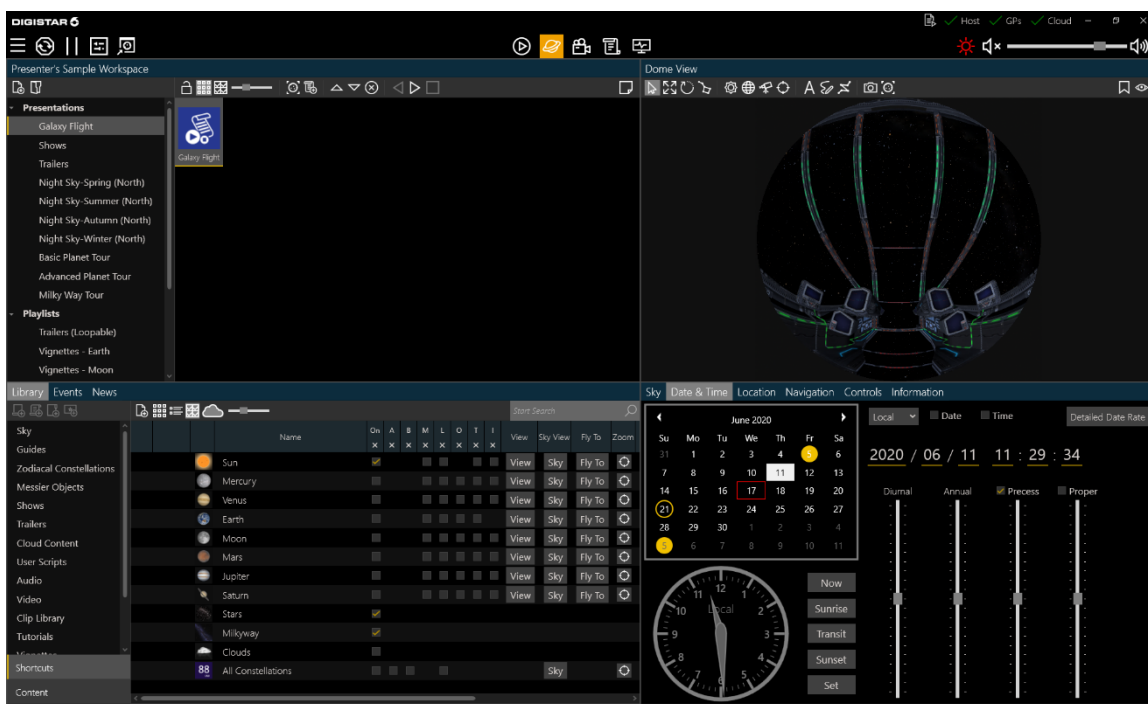 DIGISTAR 6
Host GPs Cloud
Presenter's Sample Workspace
Presentations
Galaxy Flight
Shows
Trailers
Night Sky-Spring (North)
Night Sky-Summer (North)
Night Sky-Autumn (North)
Night Sky-Winter (North)
Basic Planet Tour
Advanced Planet Tour
Milky Way Tour
Playlists
Trailers (Loopable)
Vignettes - Earth
Vignettes - Moon
Galaxy Flight
Dome View
A
Library Events News
Start Search
Sky
Guides
Zodiacal Constellations
Messier Objects
Shows
Trailers
Cloud Content
User Scripts
Audio
Video
Clip Library
Tutorials
Shortcuts
Content
Name On A B M L O T I View Sky View Fly To Zoom
Sun View Sky Fly To
Mercury View Sky Fly To
Venus View Sky Fly To
Earth View Sky Fly To
Moon View Sky Fly To
Mars View Sky Fly To
Jupiter View Sky Fly To
Saturn View Sky Fly To
Stars
Milkyway
Clouds
88 All Constellations Sky
Sky Date & Time Location Navigation Controls Information
June 2020
Su Mo Tu We Th Fr Sa
31 1 2 3 4 5 6
7 8 9 10 11 12 13
14 15 16 17 18 19 20
21 22 23 24 25 26 27
28 29 30 1 2 3 4
5 6 7 8 9 10 11
Local Date Time Detailed Date Rate
2020 / 06 / 11 11 : 29 : 34
Diurnal Annual Precess Proper
11 12 1
10 Local 2
9 3
8 4
7 6 5
Now
Sunrise
Transit
Sunset
Set